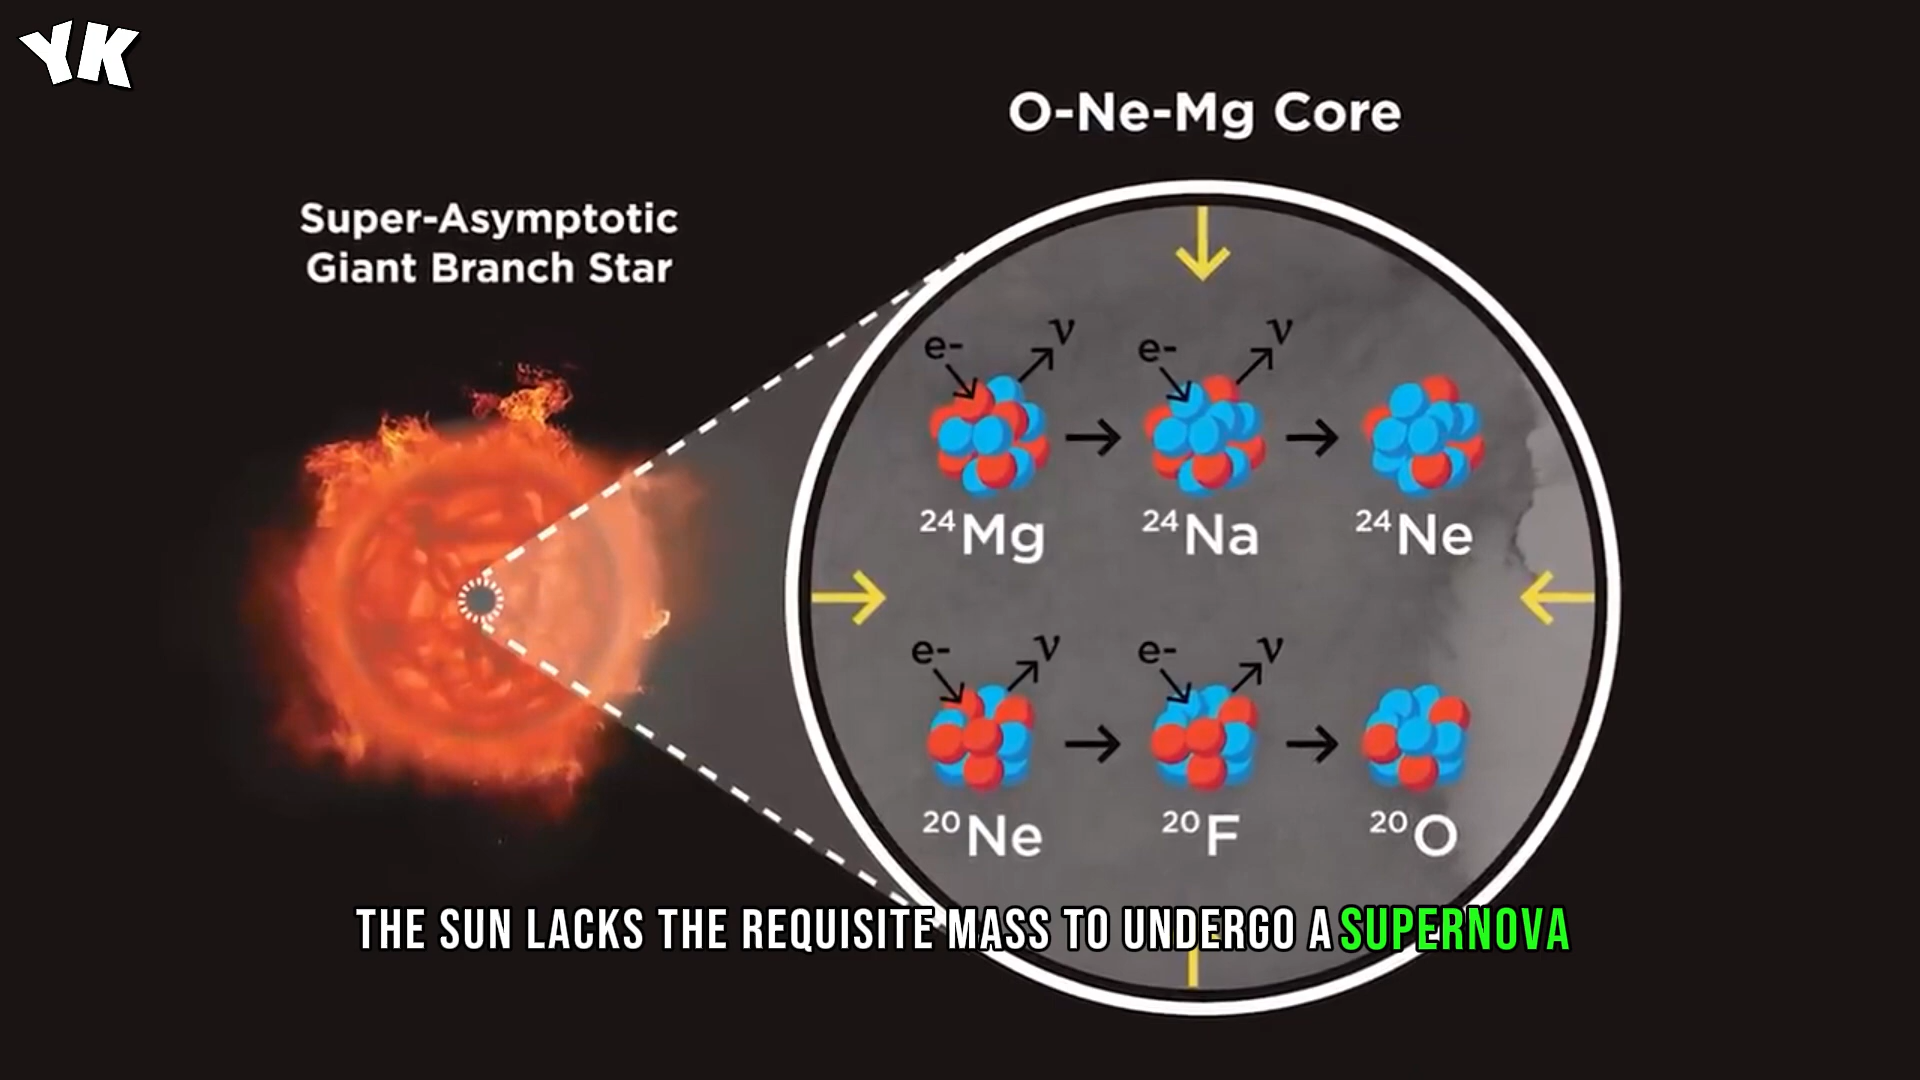 YK
O-Ne-Mg Core
Super-Asymptotic
Giant Branch Star
e- ν e- ν
²⁴Mg ²⁴Na ²⁴Ne
e- ν e- ν
²⁰Ne ²⁰F ²⁰O
THE SUN LACKS THE REQUISITE MASS TO UNDERGO A SUPERNOVA